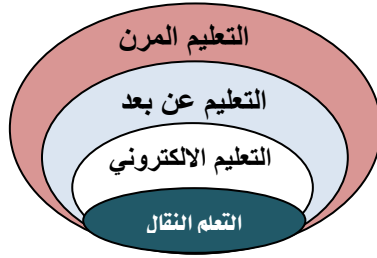 التعليم المرن
التعليم عن بعد
التعليم الالكتروني
التعلم النقال